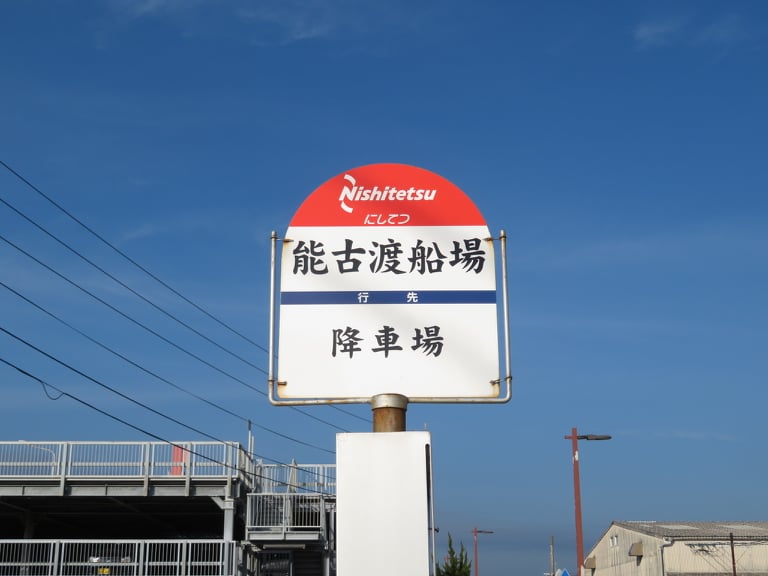 Nishitetsu
にしてつ
能古渡船場
行先
降車場